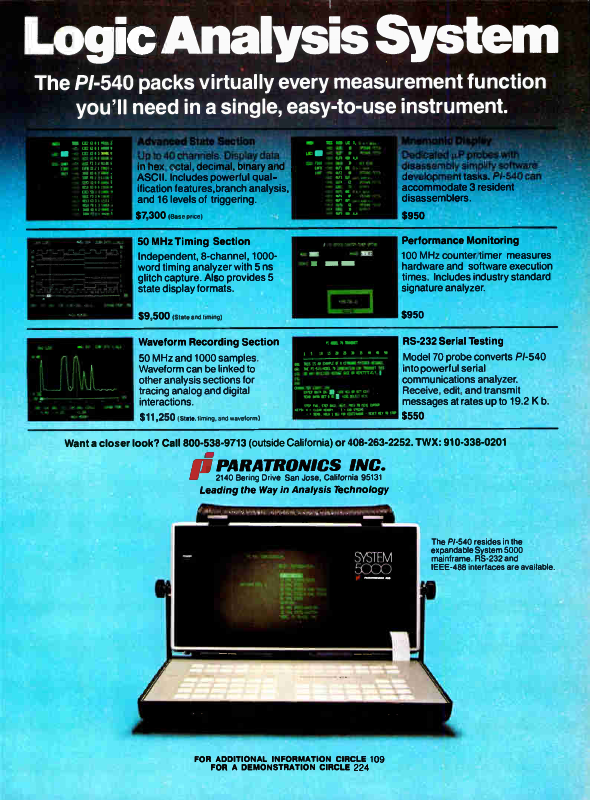 Logic Analysis System
The PI-540 packs virtually every measurement function
you'll need in a single, easy-to-use instrument.
Advanced State Section
Up to 40 channels. Display data
in hex, octal, decimal, binary and
ASCII. Includes powerful qual-
ification features, branch analysis,
and 16 levels of triggering.
$7,300 (Base price)
Mnemonic Display
Dedicated µP probes with
disassembly simplify software
development tasks. PI-540 can
accommodate 3 resident
disassemblers.
$950
50 MHz Timing Section
Independent, 8-channel, 1000-
word timing analyzer with 5 ns
glitch capture. Also provides 5
state display formats.
$9,500 (State and timing)
Performance Monitoring
100 MHz counter/timer measures
hardware and software execution
times. Includes industry standard
signature analyzer.
$950
Waveform Recording Section
50 MHz and 1000 samples.
Waveform can be linked to
other analysis sections for
tracing analog and digital
interactions.
$11,250 (State, timing, and waveform)
RS-232 Serial Testing
Model 70 probe converts PI-540
into powerful serial
communications analyzer.
Receive, edit, and transmit
messages at rates up to 19.2 K b.
$550
Want a closer look? Call 800-538-9713 (outside California) or 408-263-2252. TWX: 910-338-0201
PARATRONICS INC.
2140 Bering Drive San Jose, California 95131
Leading the Way in Analysis Technology
The PI-540 resides in the
expandable System 5000
mainframe. RS-232 and
IEEE-488 interfaces are available.
SYSTEM
5000
FOR ADDITIONAL INFORMATION CIRCLE 109
FOR A DEMONSTRATION CIRCLE 224